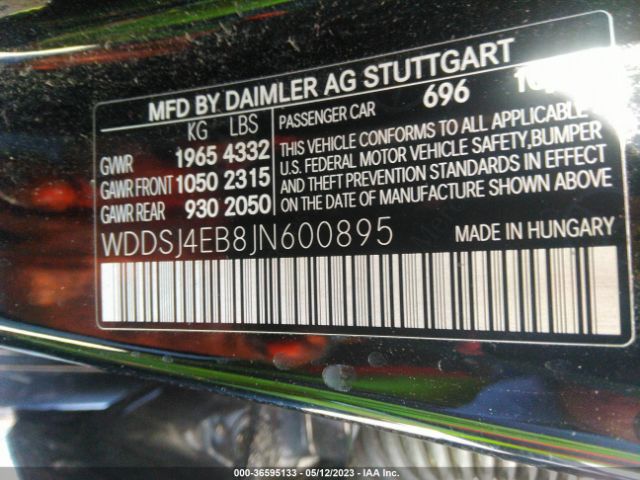 MFD BY DAIMLER AG STUTTGART
KG LBS
GVWR 1965 4332
GAWR FRONT 1050 2315
GAWR REAR 930 2050
PASSENGER CAR 696
THIS VEHICLE CONFORMS TO ALL APPLICABLE
U.S. FEDERAL MOTOR VEHICLE SAFETY, BUMPER
AND THEFT PREVENTION STANDARDS IN EFFECT
ON THE DATE OF MANUFACTURE SHOWN ABOVE
WDDSJ4EB8JN600895 MADE IN HUNGARY
000-36595133 - 05/12/2023 - IAA Inc.